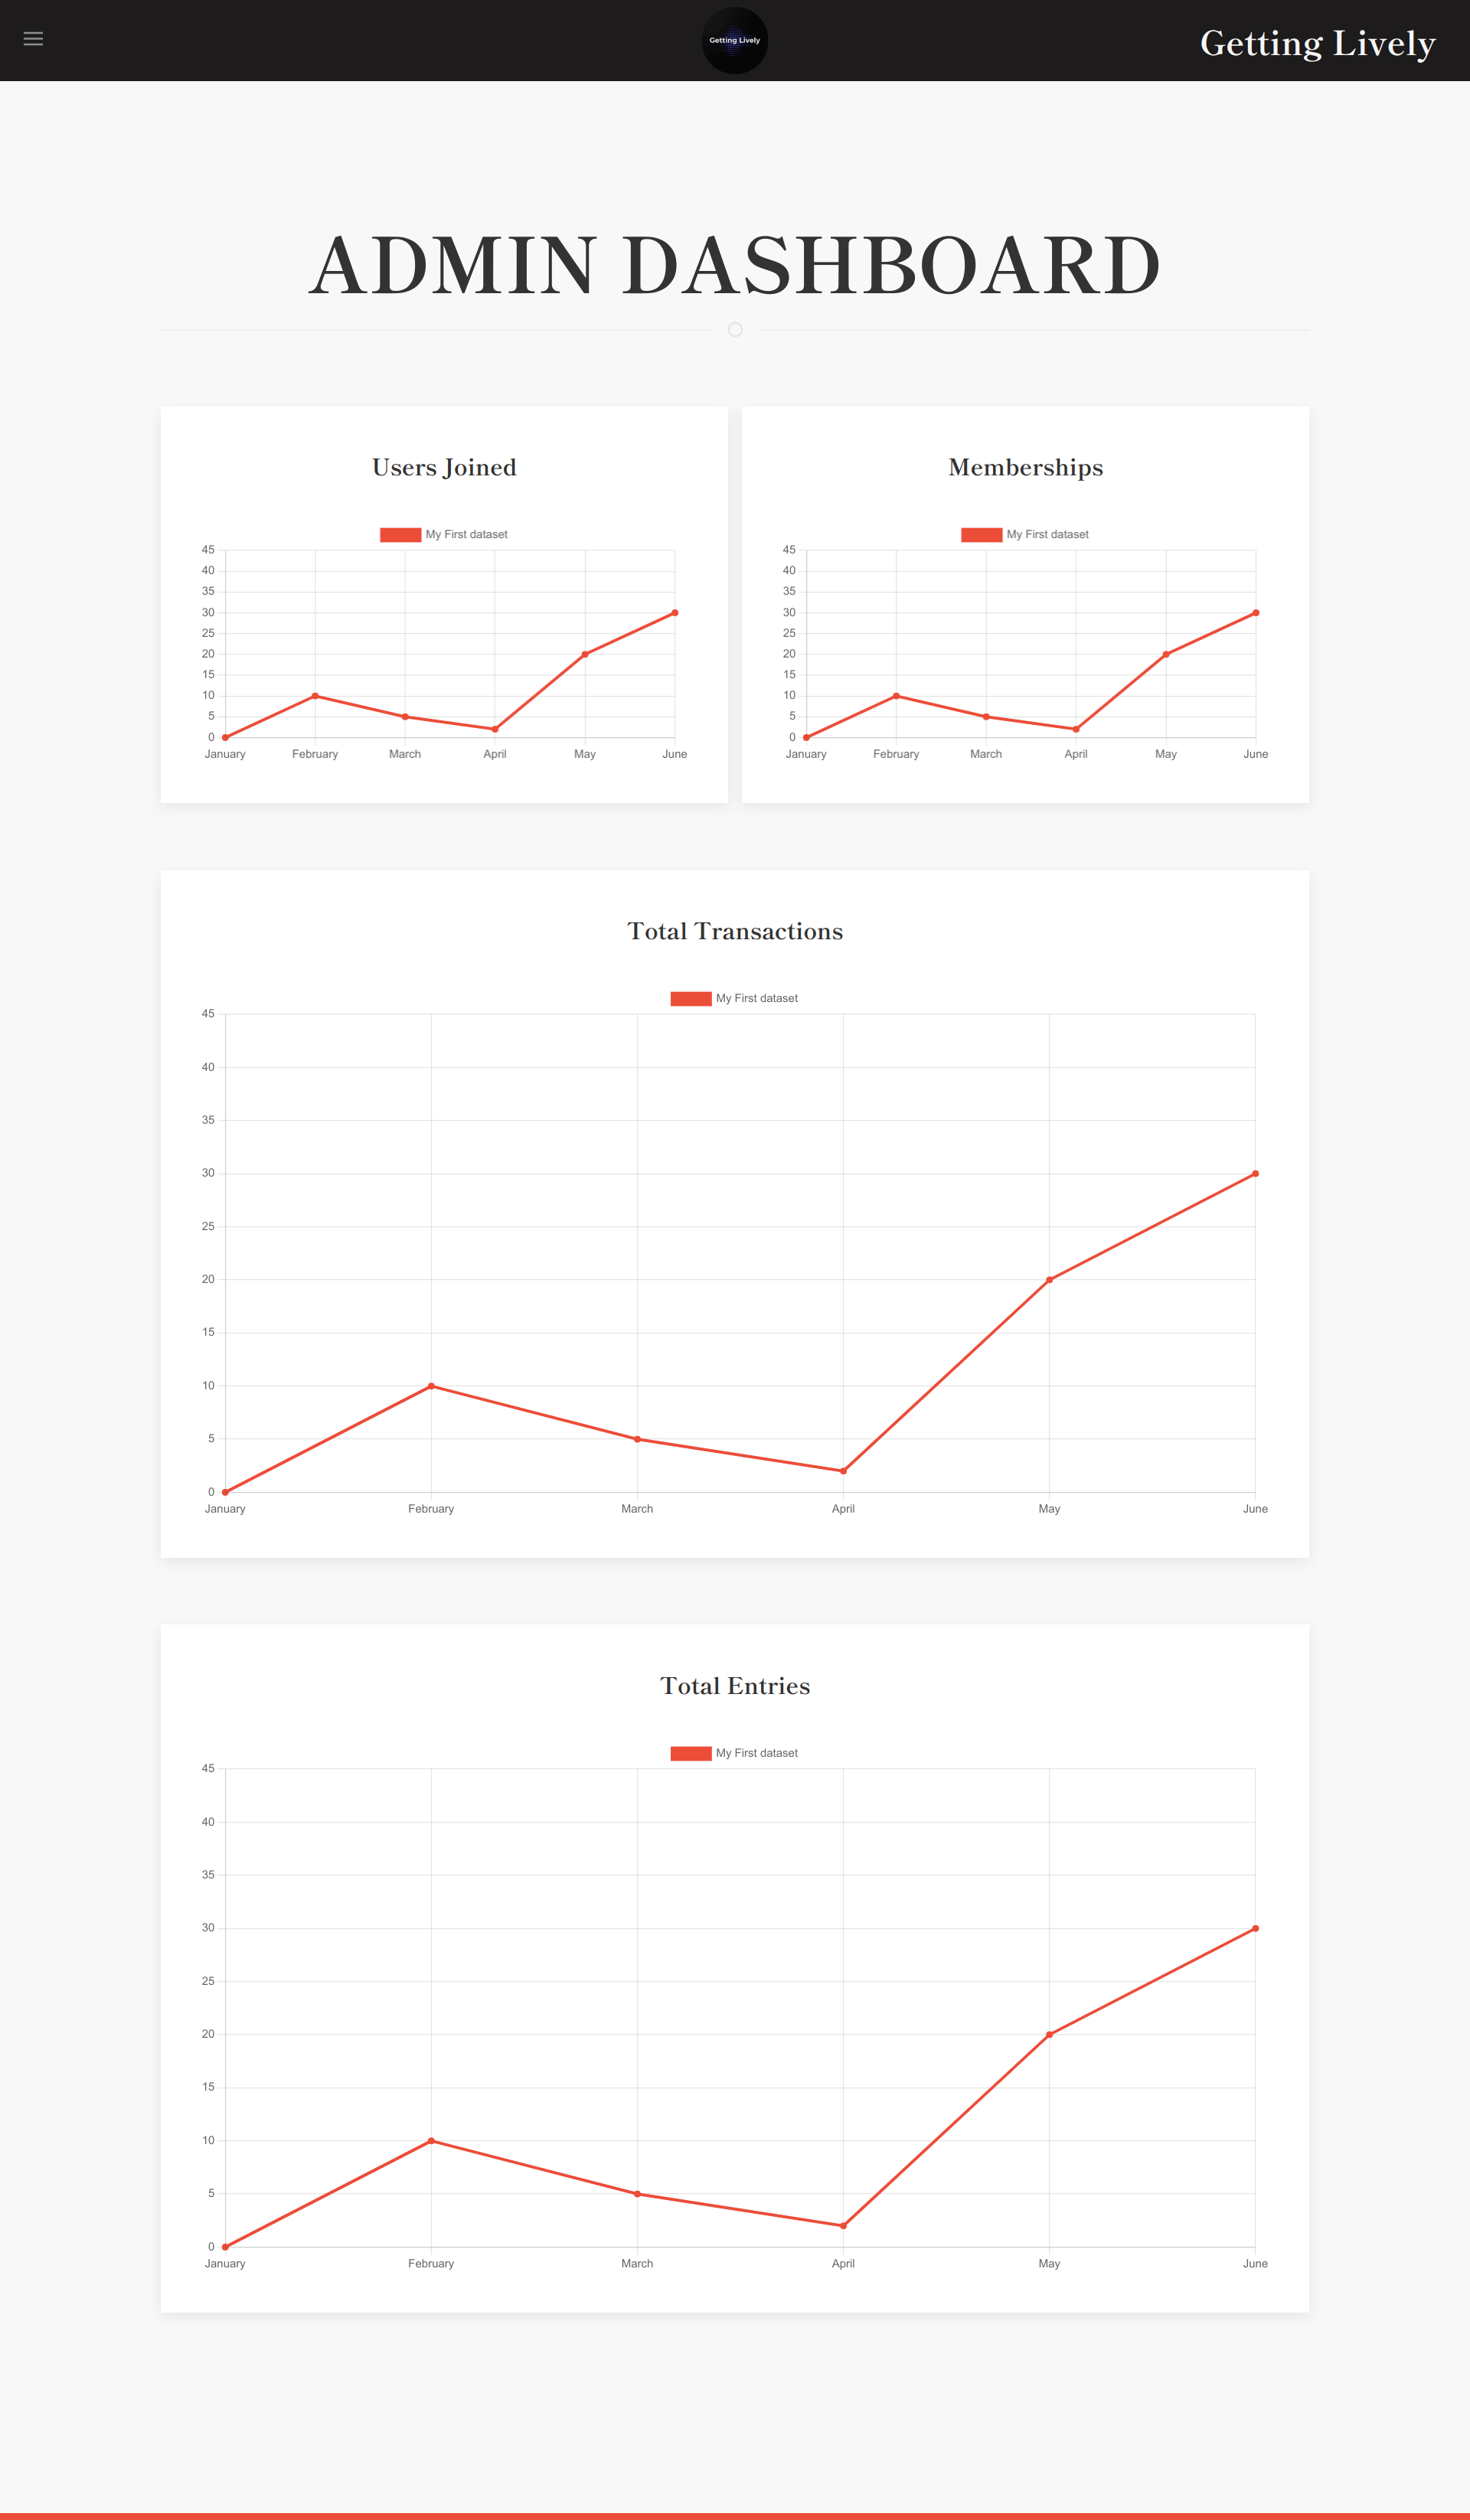 Getting Lively
Getting Lively
ADMIN DASHBOARD
Users Joined
My First dataset
45
40
35
30
25
20
15
10
5
0
January February March April May June
Memberships
My First dataset
45
40
35
30
25
20
15
10
5
0
January February March April May June
Total Transactions
My First dataset
45
40
35
30
25
20
15
10
5
0
January February March April May June
Total Entries
My First dataset
45
40
35
30
25
20
15
10
5
0
January February March April May June